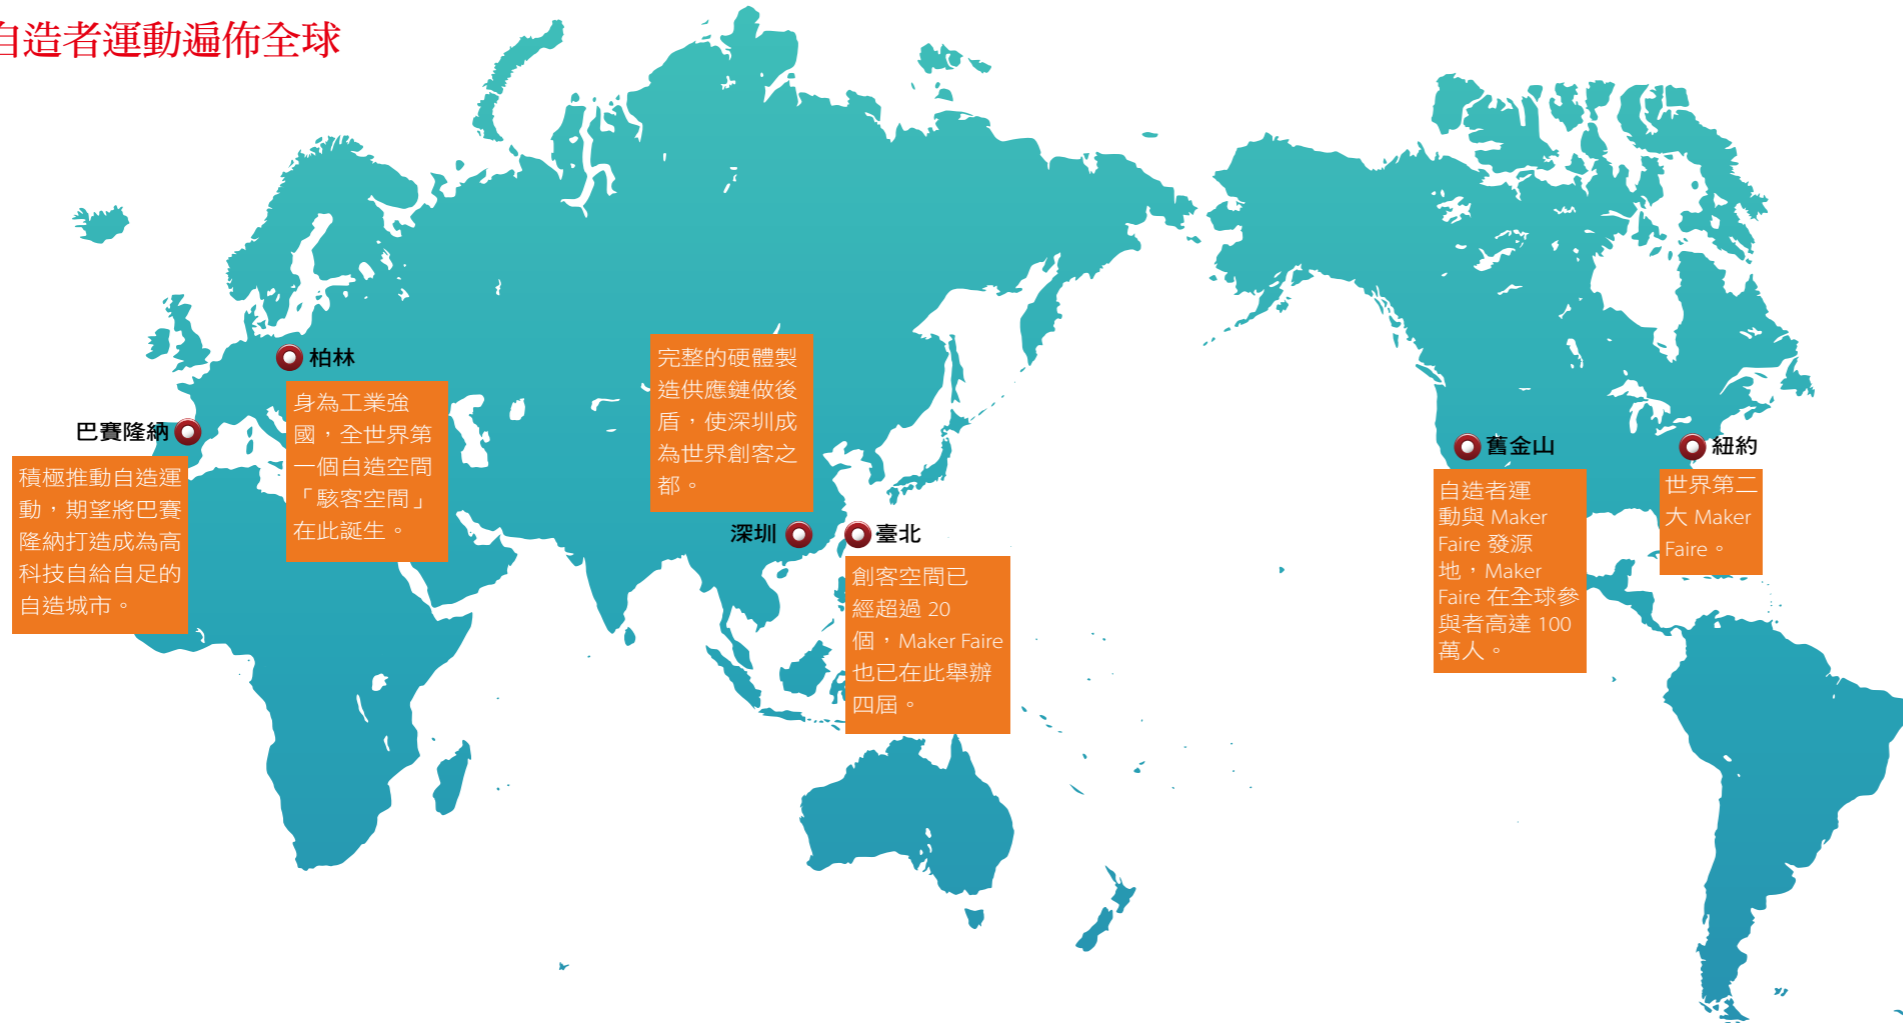 自造者運動遍佈全球
柏林
身為工業強
國，全世界第
一個自造空間
「駭客空間」
在此誕生。
巴賽隆納
積極推動自造運
動，期望將巴賽
隆納打造成為高
科技自給自足的
自造城市。
完整的硬體製
造供應鏈做後
盾，使深圳成
為世界創客之
都。
深圳
臺北
創客空間已
經超過 20
個，Maker Faire
也已在此舉辦
四屆。
舊金山
自造者運
動與 Maker
Faire 發源
地，Maker
Faire 在全球參
與者高達 100
萬人。
紐約
世界第二
大 Maker
Faire。